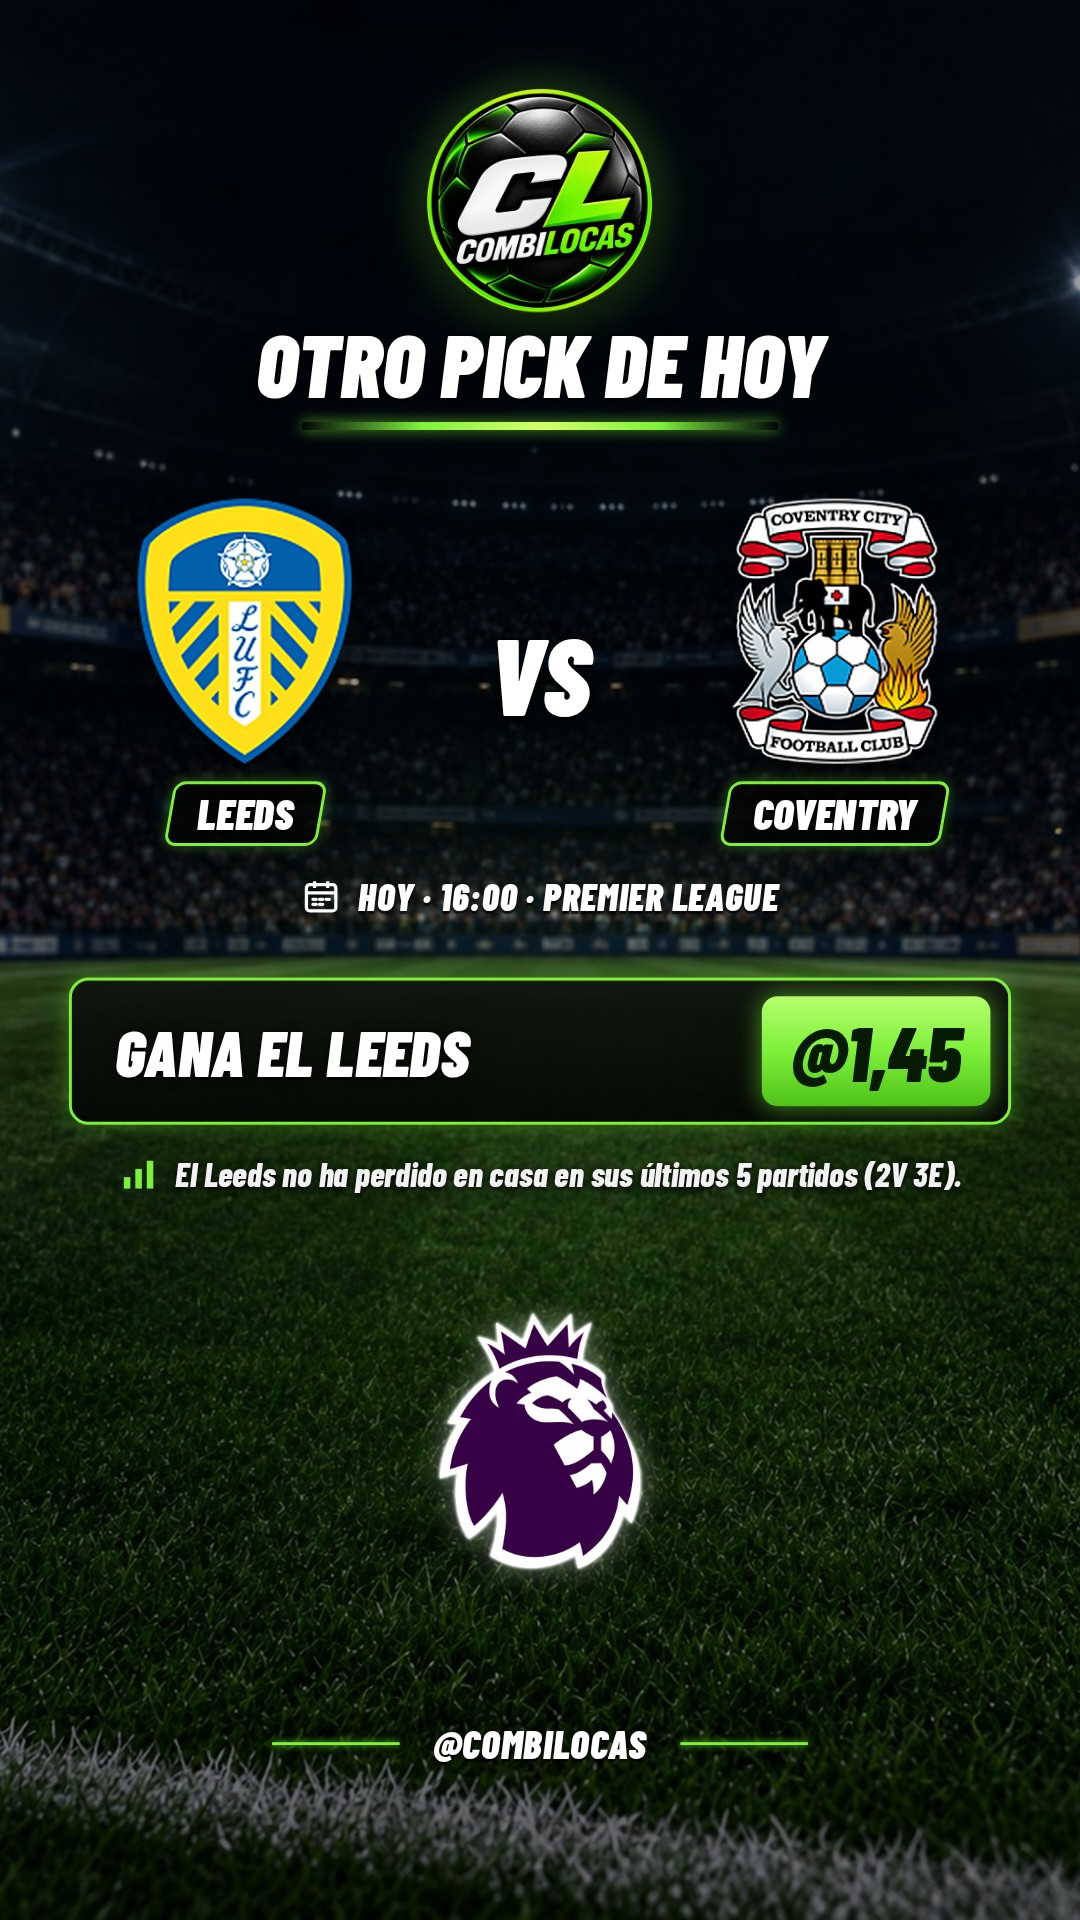 CL
COMBILOCAS
OTRO PICK DE HOY
COVENTRY CITY
LUFC
VS
FOOTBALL CLUB
LEEDS
COVENTRY
HOY · 16:00 · PREMIER LEAGUE
GANA EL LEEDS
@1,45
El Leeds no ha perdido en casa en sus últimos 5 partidos (2V 3E).
@COMBILOCAS